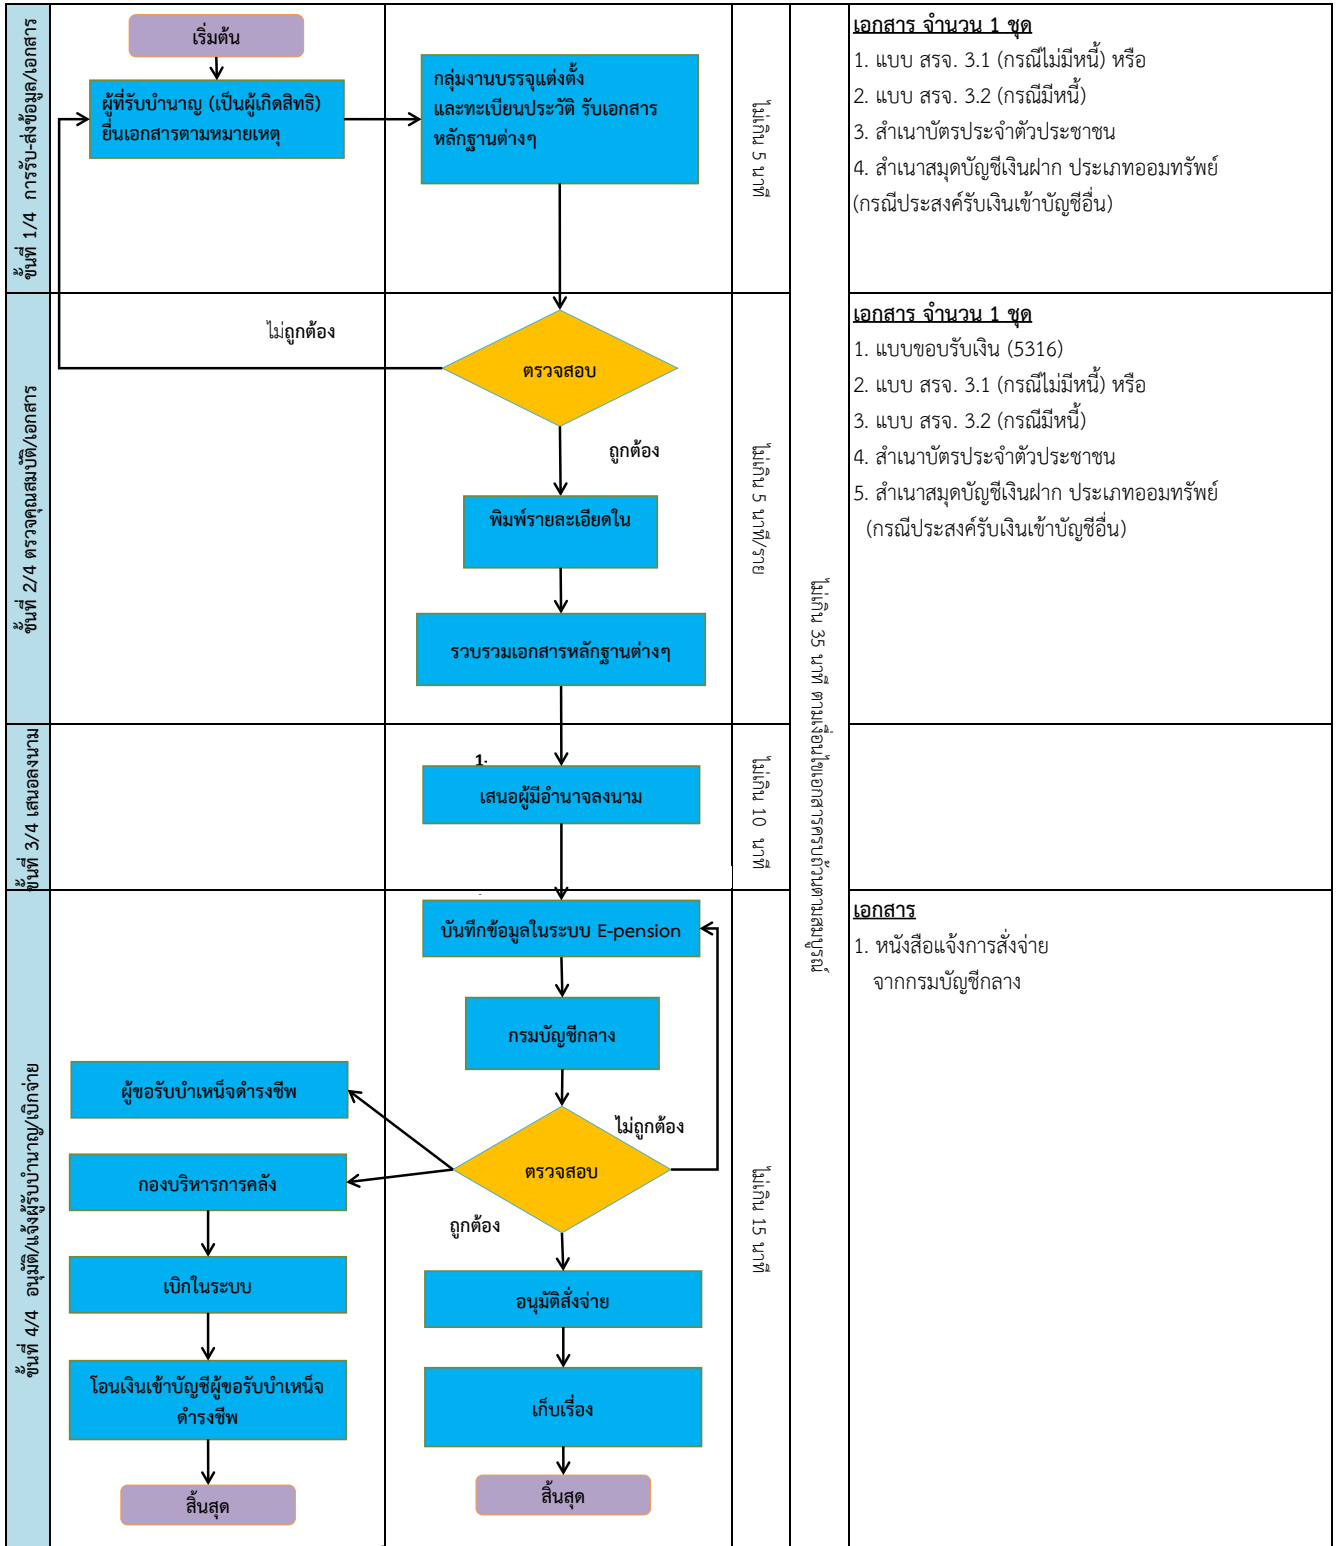 ขั้นที่ 1/4 การรับ-ส่งข้อมูล/เอกสาร
เริ่มต้น
ผู้ที่รับบำนาญ (เป็นผู้เกิดสิทธิ)
ยื่นเอกสารตามหมายเหตุ
กลุ่มงานบรรจุแต่งตั้ง
และทะเบียนประวัติ รับเอกสาร
หลักฐานต่างๆ
ไม่เกิน 5 นาที
เอกสาร จำนวน 1 ชุด
1. แบบ สรจ. 3.1 (กรณีไม่มีหนี้) หรือ
2. แบบ สรจ. 3.2 (กรณีมีหนี้)
3. สำเนาบัตรประจำตัวประชาชน
4. สำเนาสมุดบัญชีเงินฝาก ประเภทออมทรัพย์
(กรณีประสงค์รับเงินเข้าบัญชีอื่น)
ขั้นที่ 2/4 ตรวจคุณสมบัติ/เอกสาร
ไม่ถูกต้อง
ตรวจสอบ
ถูกต้อง
พิมพ์รายละเอียดใน
รวบรวมเอกสารหลักฐานต่างๆ
ไม่เกิน 5 นาที/ราย
ไม่เกิน 35 นาที ตามเงื่อนไขเอกสารครบถ้วนตามสมบูรณ์
เอกสาร จำนวน 1 ชุด
1. แบบขอบรับเงิน (5316)
2. แบบ สรจ. 3.1 (กรณีไม่มีหนี้) หรือ
3. แบบ สรจ. 3.2 (กรณีมีหนี้)
4. สำเนาบัตรประจำตัวประชาชน
5. สำเนาสมุดบัญชีเงินฝาก ประเภทออมทรัพย์
(กรณีประสงค์รับเงินเข้าบัญชีอื่น)
ขั้นที่ 3/4 เสนอลงนาม
1.
เสนอผู้มีอำนาจลงนาม
ไม่เกิน 10 นาที
ขั้นที่ 4/4 อนุมัติ/แจ้งผู้รับบำนาญ/เบิกจ่าย
บันทึกข้อมูลในระบบ E-pension
กรมบัญชีกลาง
ผู้ขอรับบำเหน็จดำรงชีพ
ไม่ถูกต้อง
ตรวจสอบ
กองบริหารการคลัง
ถูกต้อง
เบิกในระบบ
อนุมัติสั่งจ่าย
โอนเงินเข้าบัญชีผู้ขอรับบำเหน็จ
ดำรงชีพ
เก็บเรื่อง
สิ้นสุด
สิ้นสุด
ไม่เกิน 15 นาที
เอกสาร
1. หนังสือแจ้งการสั่งจ่าย
จากกรมบัญชีกลาง